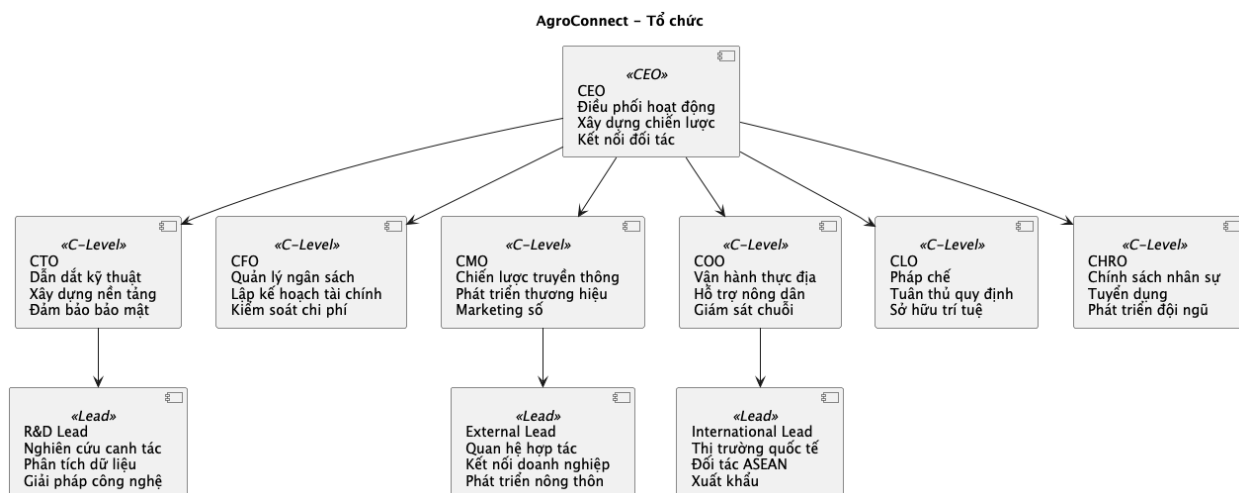 AgroConnect – Tổ chức
«CEO»
CEO
Điều phối hoạt động
Xây dựng chiến lược
Kết nối đối tác
«C-Level»
CTO
Dẫn dắt kỹ thuật
Xây dựng nền tảng
Đảm bảo bảo mật
«C-Level»
CFO
Quản lý ngân sách
Lập kế hoạch tài chính
Kiểm soát chi phí
«C-Level»
CMO
Chiến lược truyền thông
Phát triển thương hiệu
Marketing số
«C-Level»
COO
Vận hành thực địa
Hỗ trợ nông dân
Giám sát chuỗi
«C-Level»
CLO
Pháp chế
Tuân thủ quy định
Sở hữu trí tuệ
«C-Level»
CHRO
Chính sách nhân sự
Tuyển dụng
Phát triển đội ngũ
«Lead»
R&D Lead
Nghiên cứu canh tác
Phân tích dữ liệu
Giải pháp công nghệ
«Lead»
External Lead
Quan hệ hợp tác
Kết nối doanh nghiệp
Phát triển nông thôn
«Lead»
International Lead
Thị trường quốc tế
Đối tác ASEAN
Xuất khẩu